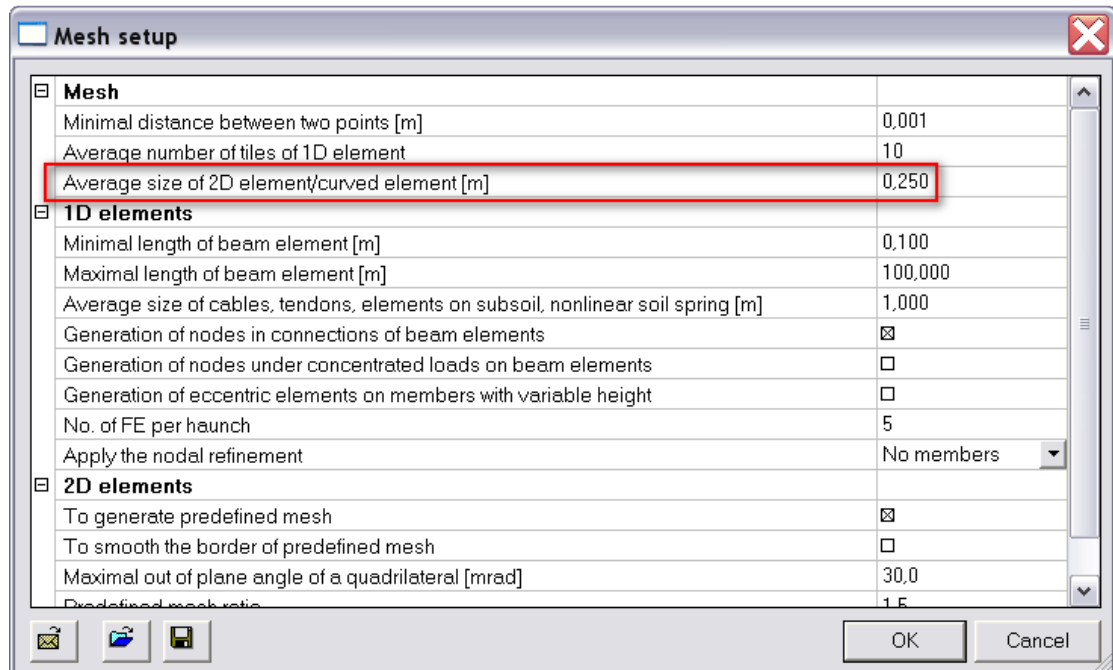 Mesh setup
Mesh
Minimal distance between two points [m] 0,001
Average number of tiles of 1D element 10
Average size of 2D element/curved element [m] 0,250
1D elements
Minimal length of beam element [m] 0,100
Maximal length of beam element [m] 100,000
Average size of cables, tendons, elements on subsoil, nonlinear soil spring [m] 1,000
Generation of nodes in connections of beam elements
Generation of nodes under concentrated loads on beam elements
Generation of eccentric elements on members with variable height
No. of FE per haunch 5
Apply the nodal refinement No members
2D elements
To generate predefined mesh
To smooth the border of predefined mesh
Maximal out of plane angle of a quadrilateral [mrad] 30,0
Predefined mesh ratio 1,5
OK Cancel